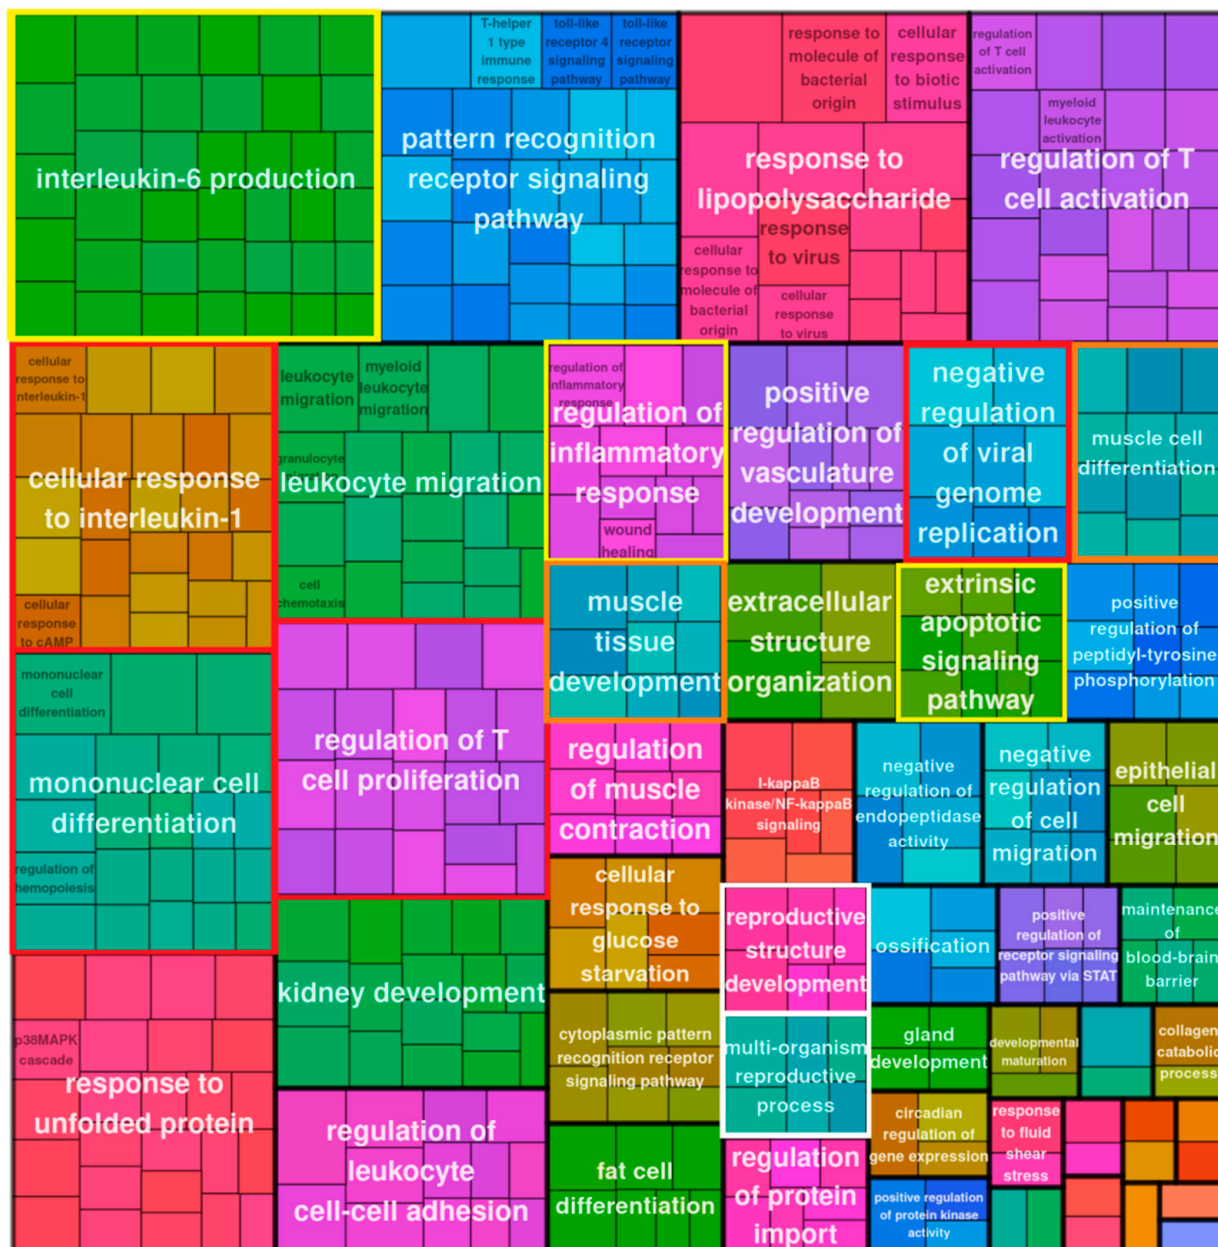 interleukin-6 production
T-helper
1 type
immune
response
toll-like
receptor 4
signaling
pathway
toll-like
receptor
signaling
pathway
pattern recognition
receptor signaling
pathway
response to
molecule of
bacterial
origin
cellular
response
to biotic
stimulus
response to
lipopolysaccharide
response
to virus
cellular
response to
molecule of
bacterial
origin
cellular
response
to virus
regulation
of T cell
activation
myeloid
leukocyte
activation
regulation of T
cell activation
cellular
response to
interleukin-1
cellular response
to interleukin-1
cellular
response
to cAMP
leukocyte
migration
myeloid
leukocyte
migration
granulocyte
migration
leukocyte migration
cell
chemotaxis
regulation of
inflammatory
response
regulation of
inflammatory
response
wound
healing
positive
regulation of
vasculature
development
negative
regulation
of viral
genome
replication
muscle cell
differentiation
muscle
tissue
development
extracellular
structure
organization
extrinsic
apoptotic
signaling
pathway
positive
regulation of
peptidyl-tyrosine
phosphorylation
mononuclear
cell
differentiation
mononuclear cell
differentiation
regulation of
hemopoiesis
regulation of T
cell proliferation
regulation
of muscle
contraction
I-kappaB
kinase/NF-kappaB
signaling
negative
regulation of
endopeptidase
activity
negative
regulation
of cell
migration
epithelial
cell
migration
cellular
response to
glucose
starvation
reproductive
structure
development
ossification
positive
regulation of
receptor signaling
pathway via STAT
maintenance
of
blood-brain
barrier
p38MAPK
cascade
response to
unfolded protein
kidney development
cytoplasmic pattern
recognition receptor
signaling pathway
multi-organism
reproductive
process
gland
development
developmental
maturation
collagen
catabolic
process
regulation of
leukocyte
cell-cell adhesion
fat cell
differentiation
regulation
of protein
import
circadian
regulation of
gene expression
response
to fluid
shear
stress
positive regulation
of protein kinase
activity